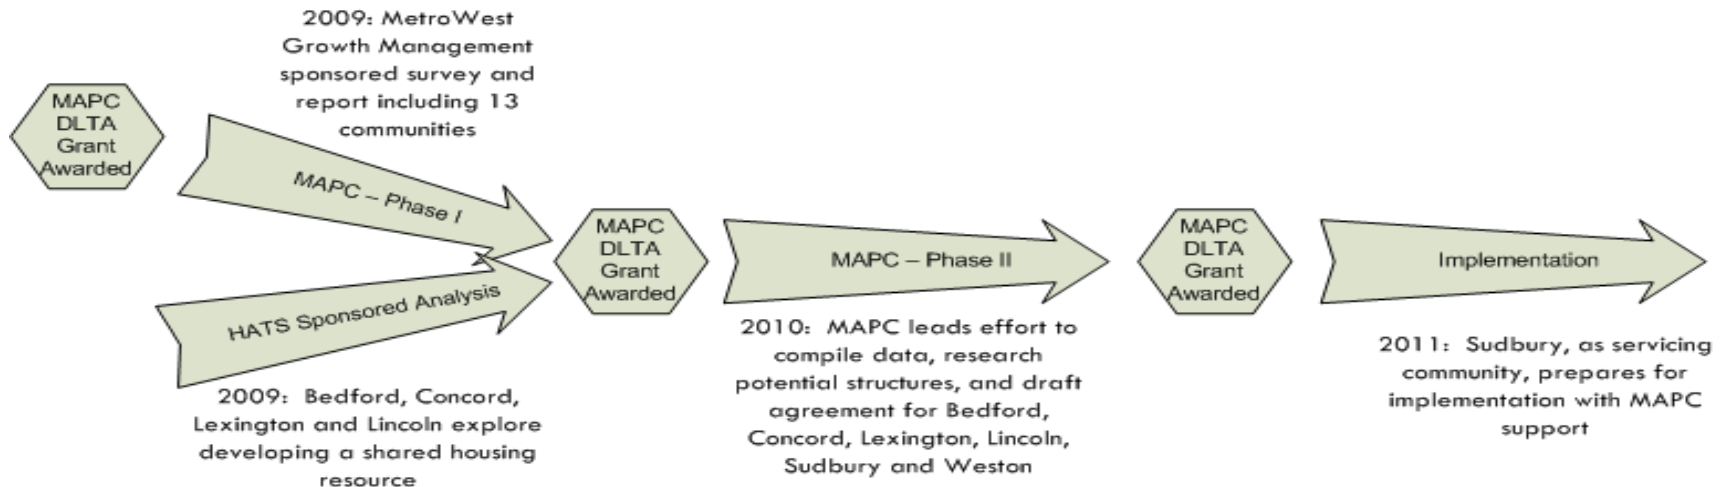 2009: MetroWest
Growth Management
sponsored survey and
report including 13
communities
MAPC
DLTA
Grant
Awarded
MAPC – Phase I
HATS Sponsored Analysis
2009: Bedford, Concord,
Lexington and Lincoln explore
developing a shared housing
resource
MAPC
DLTA
Grant
Awarded
MAPC – Phase II
2010: MAPC leads effort to
compile data, research
potential structures, and draft
agreement for Bedford,
Concord, Lexington, Lincoln,
Sudbury and Weston
MAPC
DLTA
Grant
Awarded
Implementation
2011: Sudbury, as servicing
community, prepares for
implementation with MAPC
support